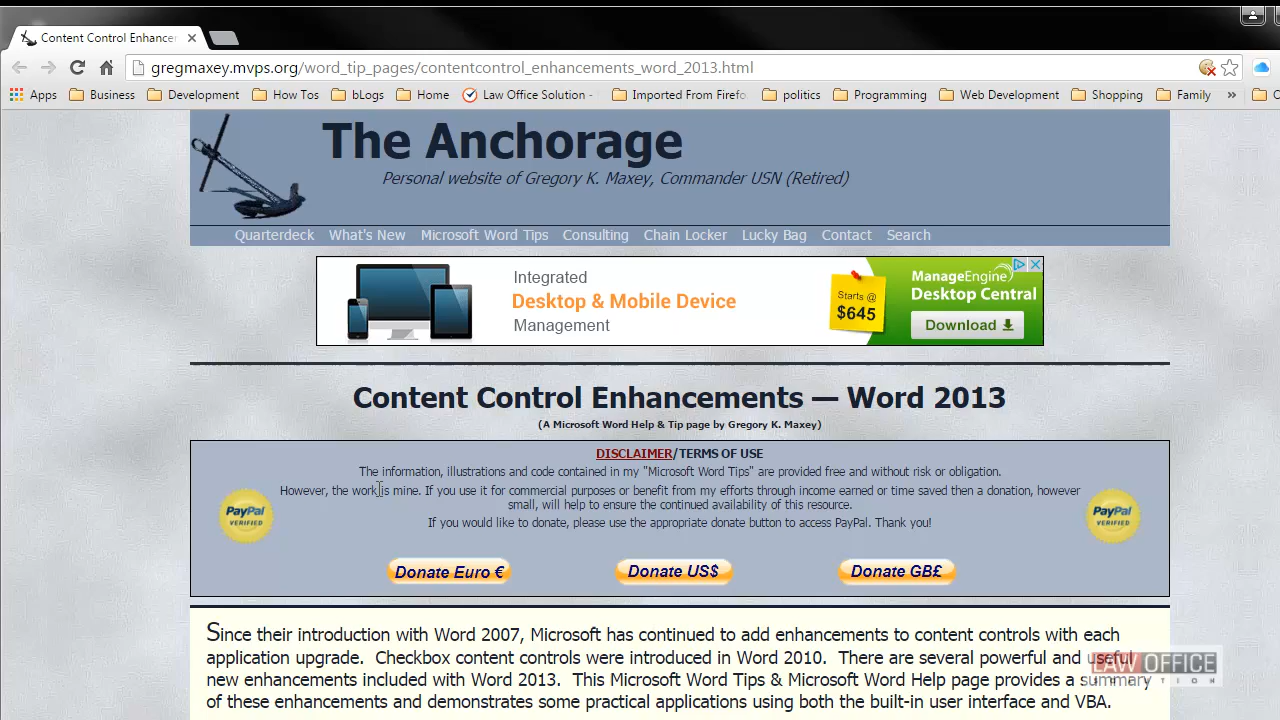 Content Control Enhancer
gregmaxey.mvps.org/word_tip_pages/contentcontrol_enhancements_word_2013.html
Apps Business Development How Tos bLogs Home Law Office Solution - Imported From Firefo politics Programming Web Development Shopping Family »
The Anchorage
Personal website of Gregory K. Maxey, Commander USN (Retired)
Quarterdeck What's New Microsoft Word Tips Consulting Chain Locker Lucky Bag Contact Search
Integrated
Desktop & Mobile Device
Management
Starts @
$645
ManageEngine
Desktop Central
Download
Content Control Enhancements — Word 2013
(A Microsoft Word Help & Tip page by Gregory K. Maxey)
DISCLAIMER/TERMS OF USE
The information, illustrations and code contained in my "Microsoft Word Tips" are provided free and without risk or obligation.
However, the work is mine. If you use it for commercial purposes or benefit from my efforts through income earned or time saved then a donation, however
small, will help to ensure the continued availability of this resource.
If you would like to donate, please use the appropriate donate button to access PayPal. Thank you!
PayPal
VERIFIED
PayPal
VERIFIED
Donate Euro € Donate US$ Donate GB£
Since their introduction with Word 2007, Microsoft has continued to add enhancements to content controls with each
application upgrade. Checkbox content controls were introduced in Word 2010. There are several powerful and useful
new enhancements included with Word 2013. This Microsoft Word Tips & Microsoft Word Help page provides a summary
of these enhancements and demonstrates some practical applications using both the built-in user interface and VBA.
LAW OFFICE